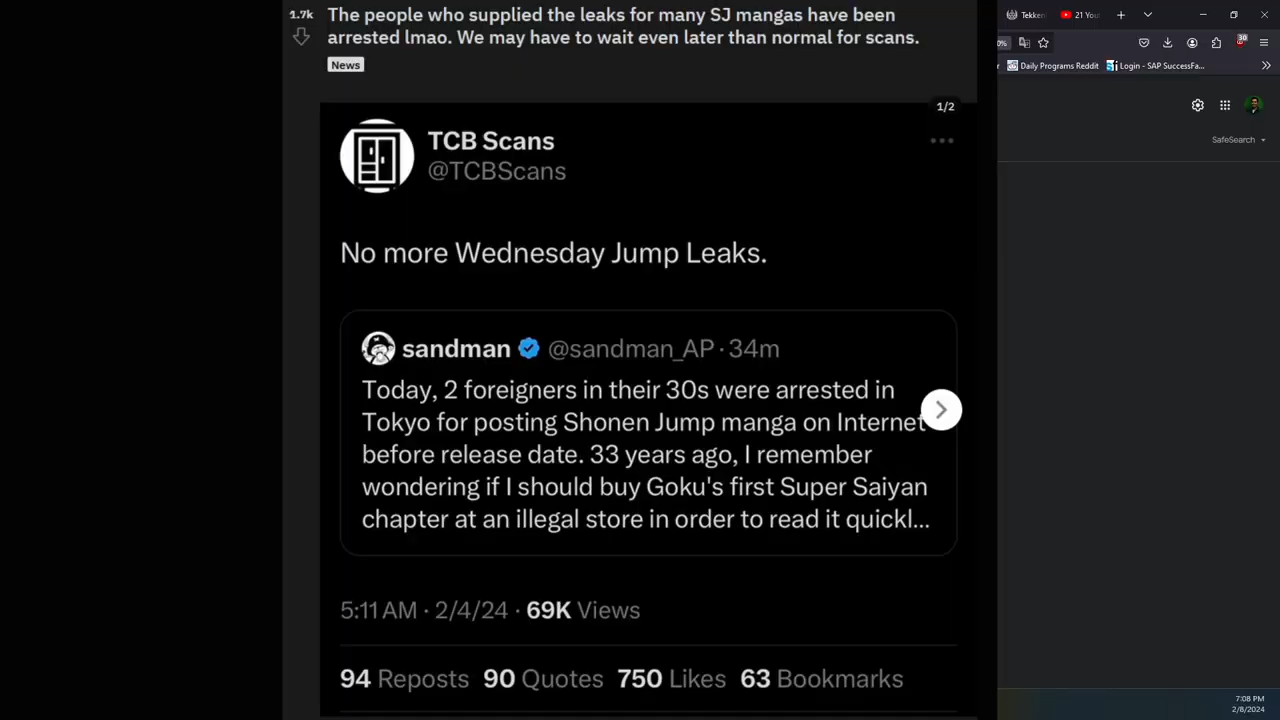 1.7k
The people who supplied the leaks for many SJ mangas have been
arrested lmao. We may have to wait even later than normal for scans.
News
1/2
TCB Scans
@TCBScans
No more Wednesday Jump Leaks.
sandman @sandman_AP · 34m
Today, 2 foreigners in their 30s were arrested in
Tokyo for posting Shonen Jump manga on Internet
before release date. 33 years ago, I remember
wondering if I should buy Goku's first Super Saiyan
chapter at an illegal store in order to read it quickl...
5:11 AM · 2/4/24 · 69K Views
94 Reposts 90 Quotes 750 Likes 63 Bookmarks
Tekken
21 You
0%
30
Daily Programs Reddit
Login - SAP SuccessFa...
SafeSearch
7:08 PM
2/8/2024